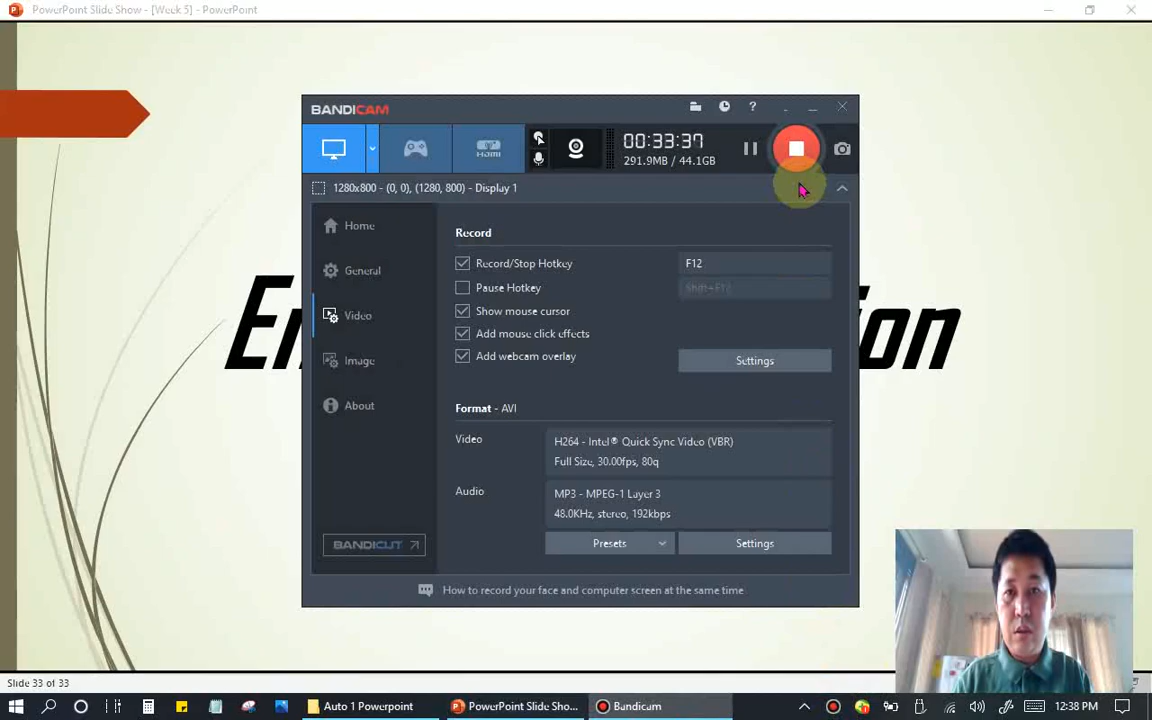 PowerPoint Slide Show - [Week 5] - PowerPoint
BANDICAM
?
00:33:37
291.9MB / 44.1GB
HDMI
1280x800 - (0, 0), (1280, 800) - Display 1
Home
General
Video
Image
About
BANDICUT
Record
Record/Stop Hotkey
F12
Pause Hotkey
Shift+F12
Show mouse cursor
Add mouse click effects
Add webcam overlay
Settings
Format - AVI
Video
H264 - Intel® Quick Sync Video (VBR)
Full Size, 30.00fps, 80q
Audio
MP3 - MPEG-1 Layer 3
48.0KHz, stereo, 192kbps
Presets
Settings
How to record your face and computer screen at the same time
Slide 33 of 33
Auto 1 Powerpoint
PowerPoint Slide Sho...
Bandicam
12:38 PM